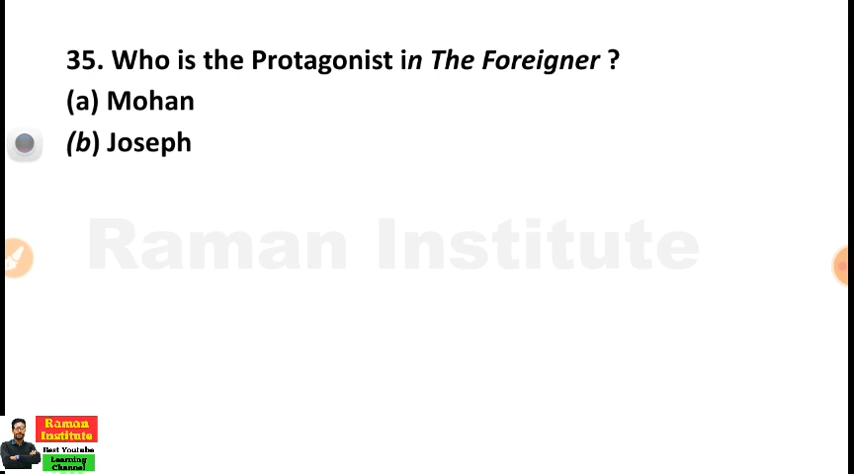 35. Who is the Protagonist in The Foreigner ?
(a) Mohan
(b) Joseph
Raman Institute
Raman
Institute
Best Youtube
Learning
Channel